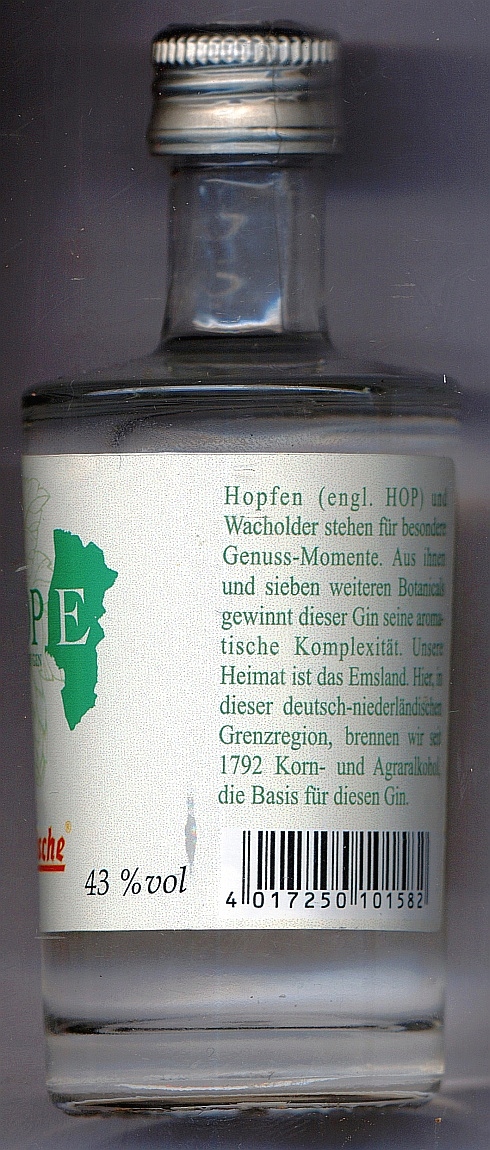 PE
sche®
43 %vol
Hopfen (engl. HOP) und
Wacholder stehen für besondere
Genuss-Momente. Aus ihnen
und sieben weiteren Botanicals
gewinnt dieser Gin seine aroma-
tische Komplexität. Unsere
Heimat ist das Emsland. Hier, in
dieser deutsch-niederländischen
Grenzregion, brennen wir seit
1792 Korn- und Agraralkohol,
die Basis für diesen Gin.
4 017250 101582